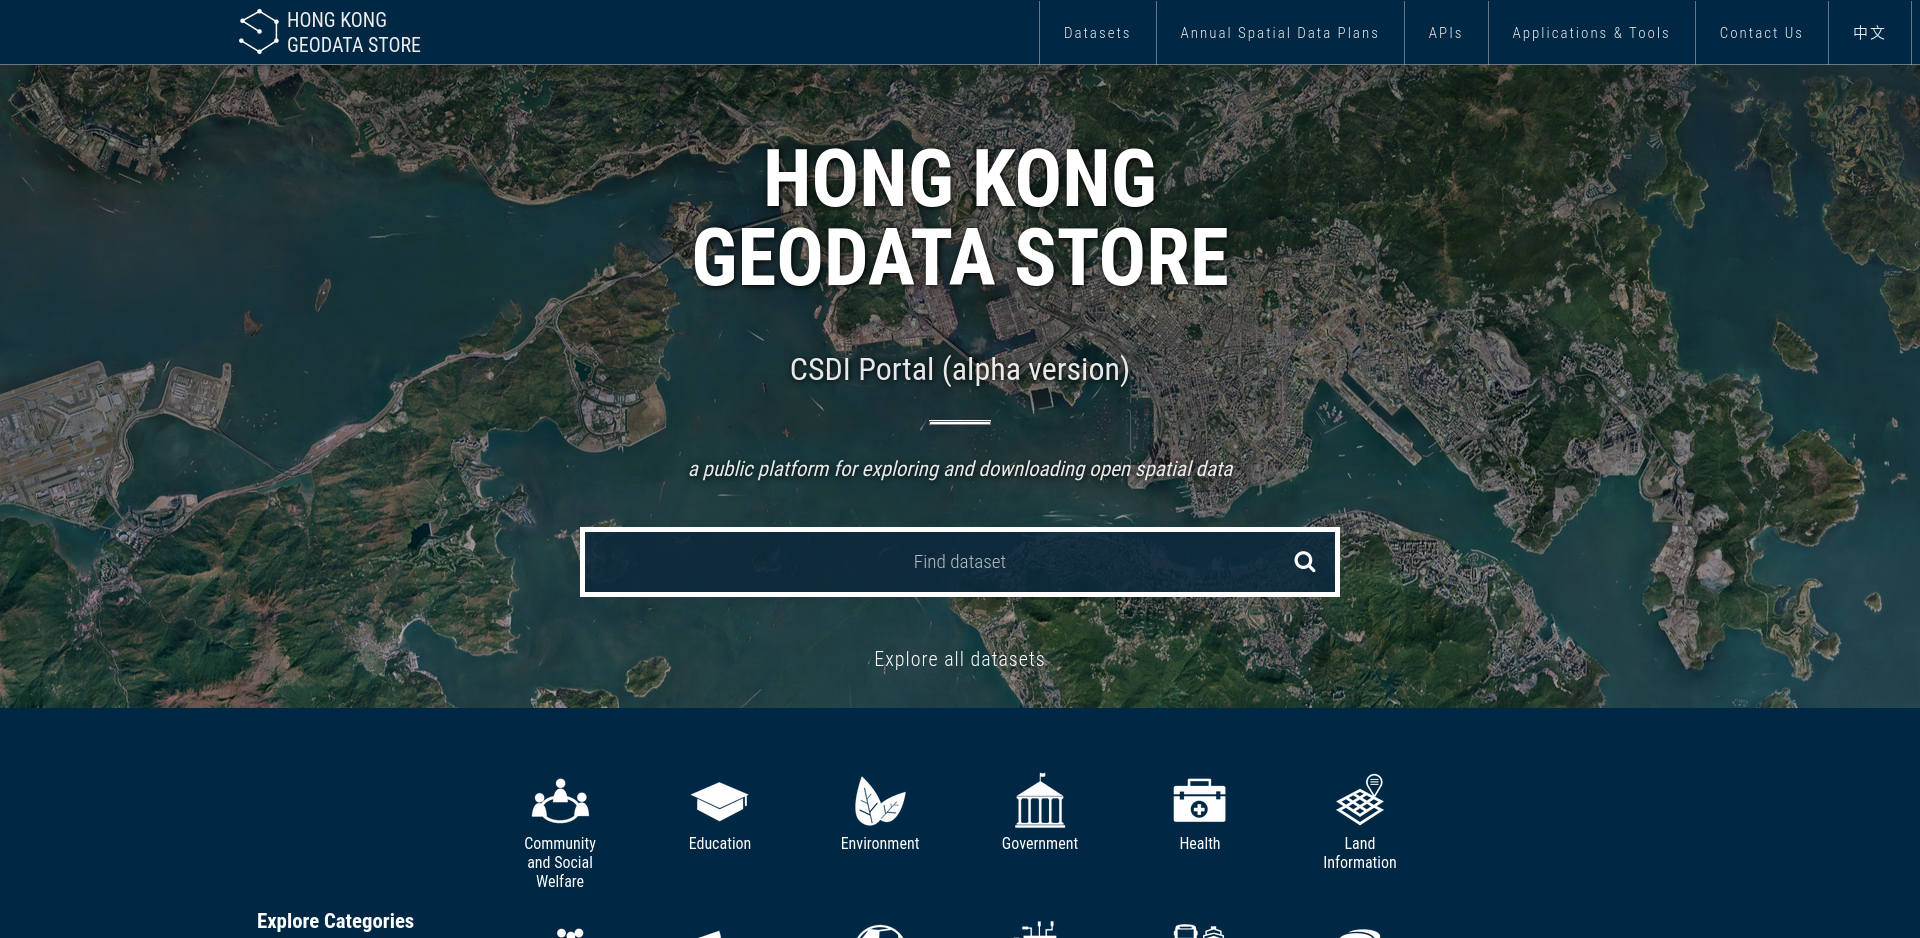 HONG KONG
GEODATA STORE
Datasets
Annual Spatial Data Plans
APIs
Applications & Tools
Contact Us
中文
HONG KONG
GEODATA STORE
CSDI Portal (alpha version)
a public platform for exploring and downloading open spatial data
Find dataset
Explore all datasets
Community
and Social
Welfare
Education
Environment
Government
Health
Land
Information
Explore Categories